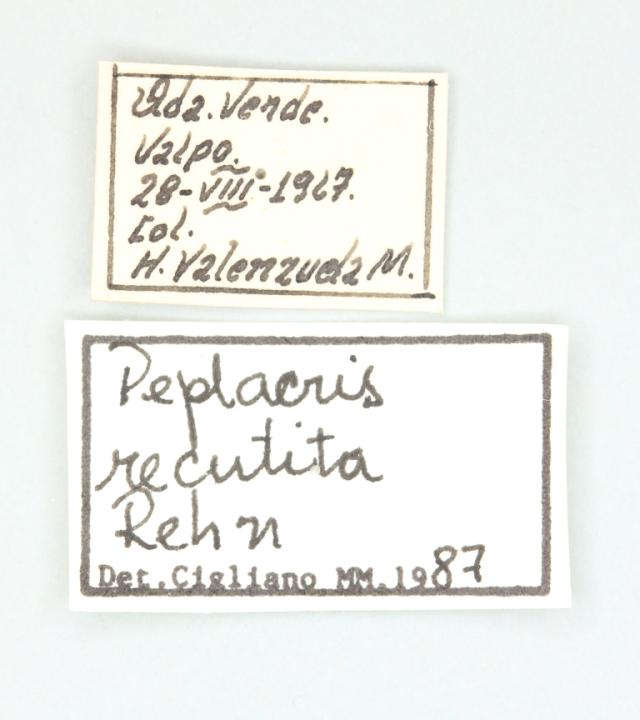 Qda. Verde.
Valpo.
28-VIII-1967.
Col.
H. Valenzuela M.
Peplacris
recutita
Rehn
Det. Cigliano MM. 1987